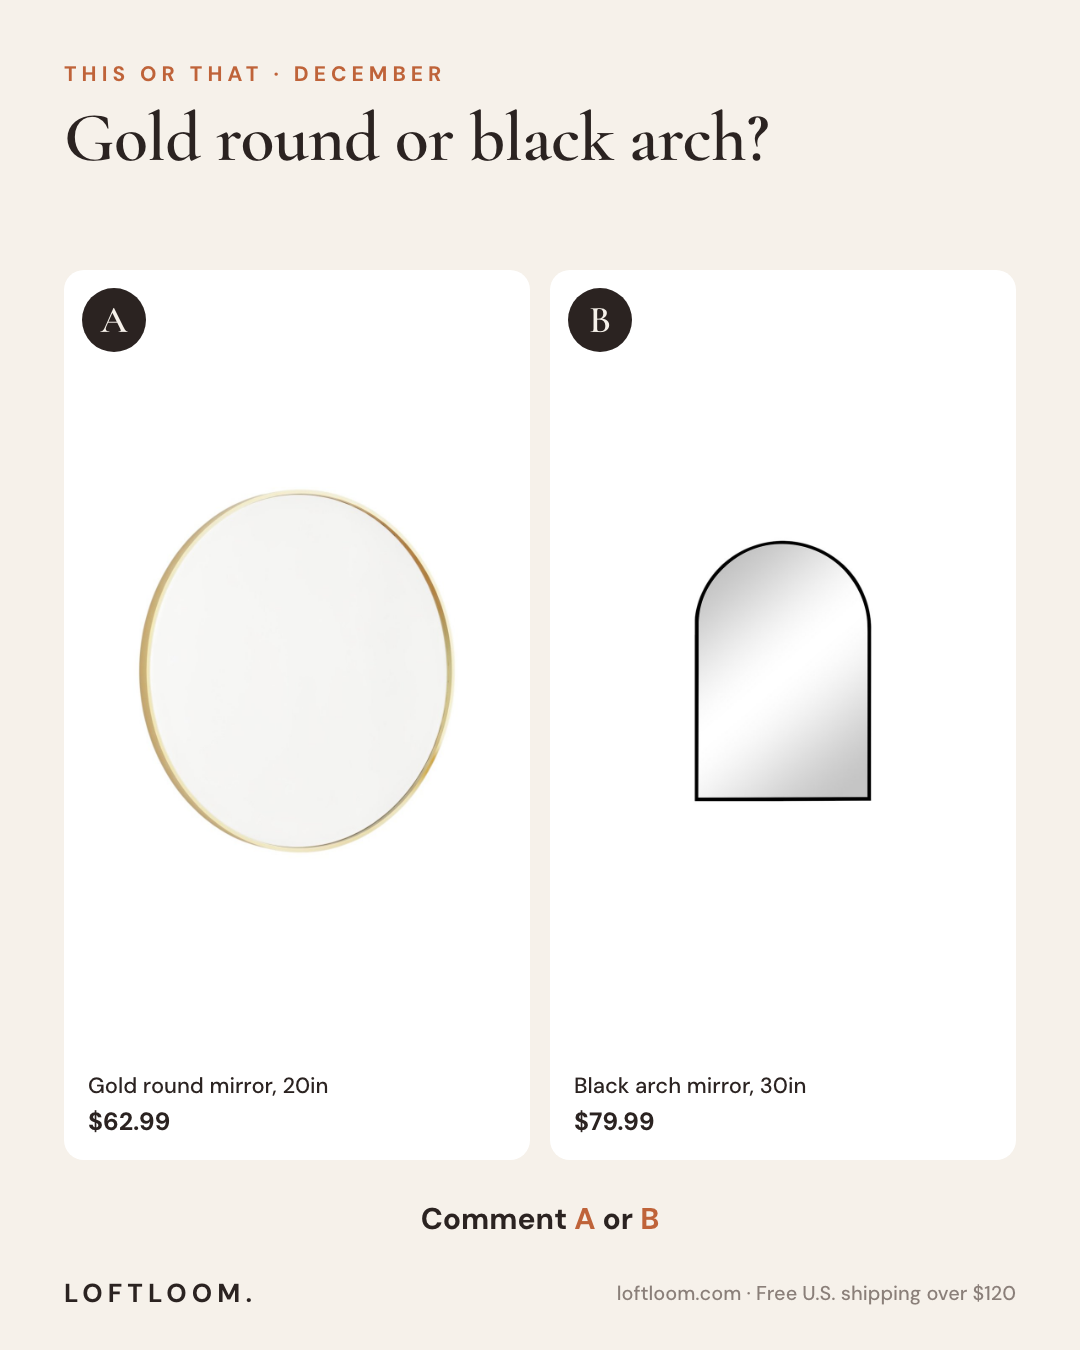 THIS OR THAT · DECEMBER
Gold round or black arch?
A
B
Gold round mirror, 20in
$62.99
Black arch mirror, 30in
$79.99
Comment A or B
LOFTLOOM.
loftloom.com · Free U.S. shipping over $120